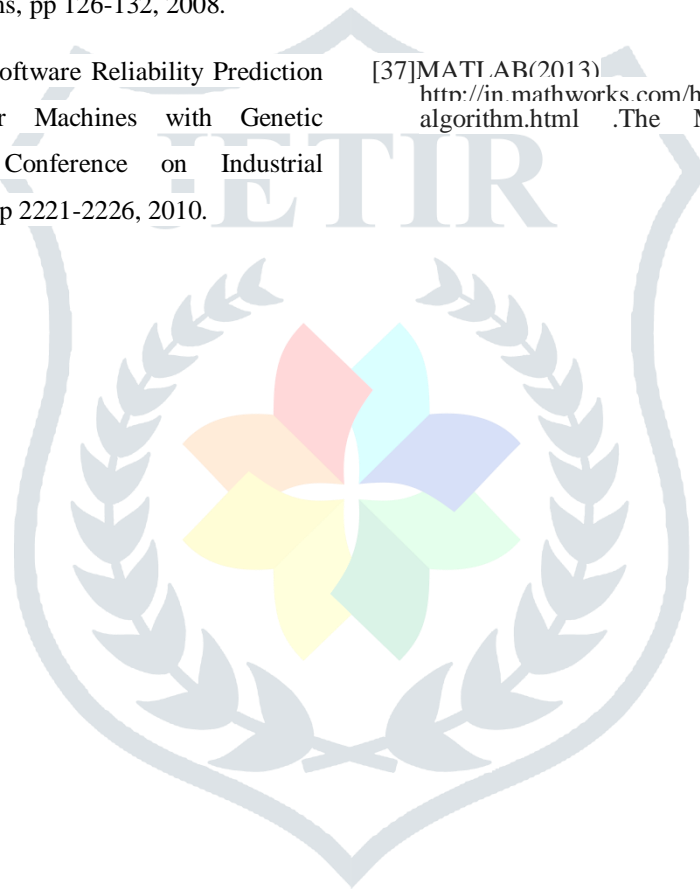 ns, pp 126-132, 2008.
oftware Reliability Prediction
r Machines with Genetic
Conference on Industrial
p 2221-2226, 2010.
[37]MATLAB(2013)
http://in.mathworks.com/h
algorithm.html .The M
JETIR